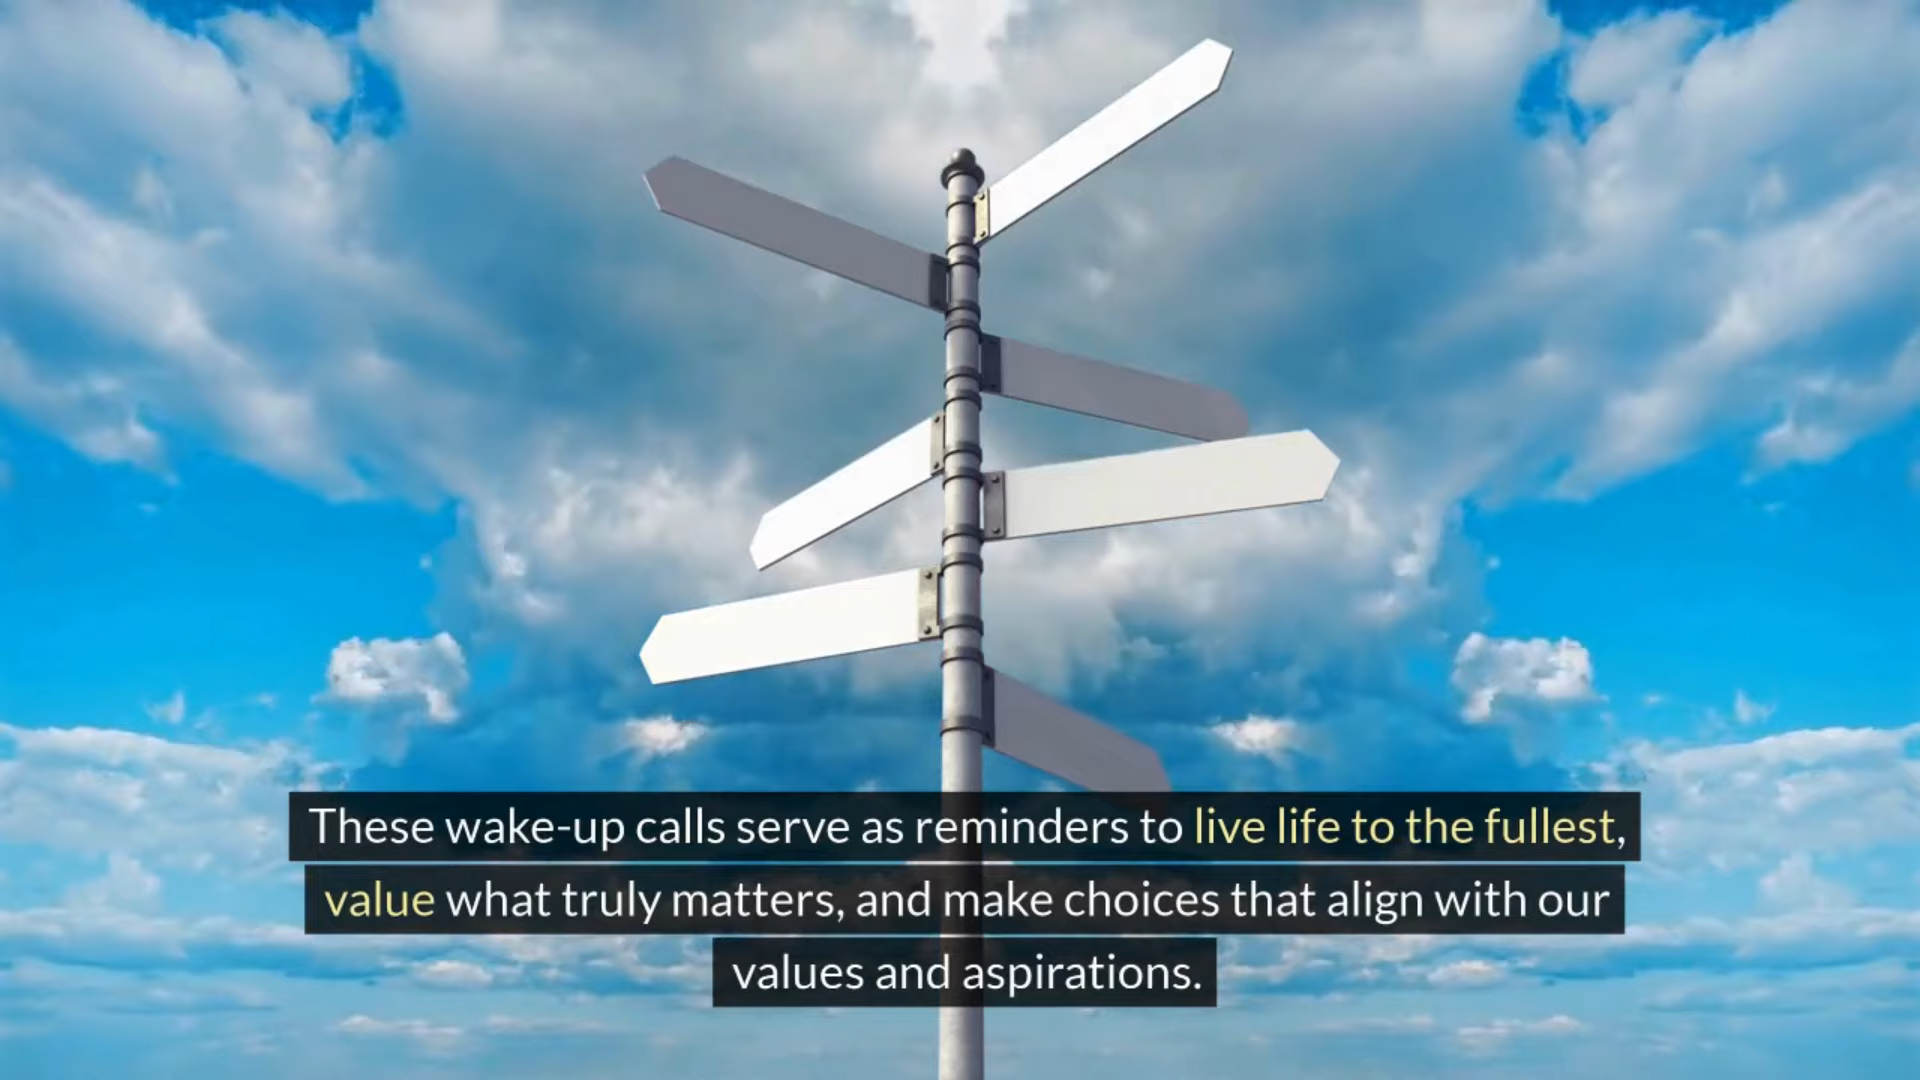 These wake-up calls serve as reminders to live life to the fullest,
value what truly matters, and make choices that align with our
values and aspirations.